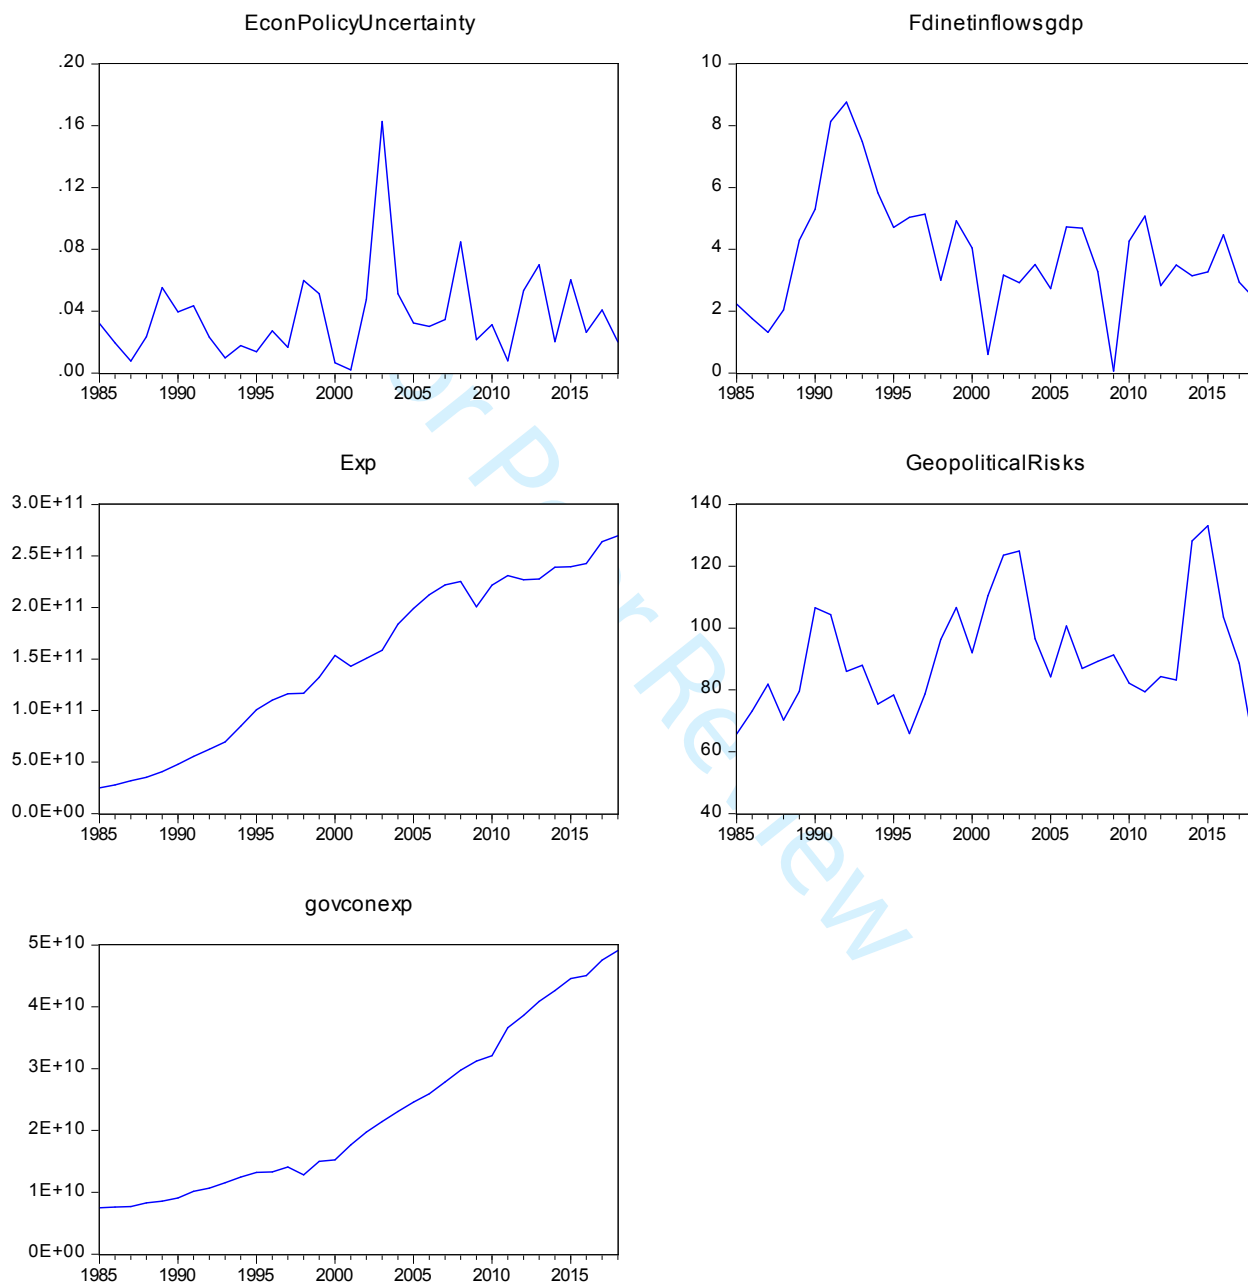 EconPolicyUncertainty
.20
.16
.12
.08
.04
.00
1985 1990 1995 2000 2005 2010 2015
Fdinetinflowsgdp
10
8
6
4
2
0
1985 1990 1995 2000 2005 2010 2015
Exp
3.0E+11
2.5E+11
2.0E+11
1.5E+11
1.0E+11
5.0E+10
0.0E+00
1985 1990 1995 2000 2005 2010 2015
GeopoliticalRisks
140
120
100
80
60
40
1985 1990 1995 2000 2005 2010 2015
govconexp
5E+10
4E+10
3E+10
2E+10
1E+10
0E+00
1985 1990 1995 2000 2005 2010 2015
or Peer Review